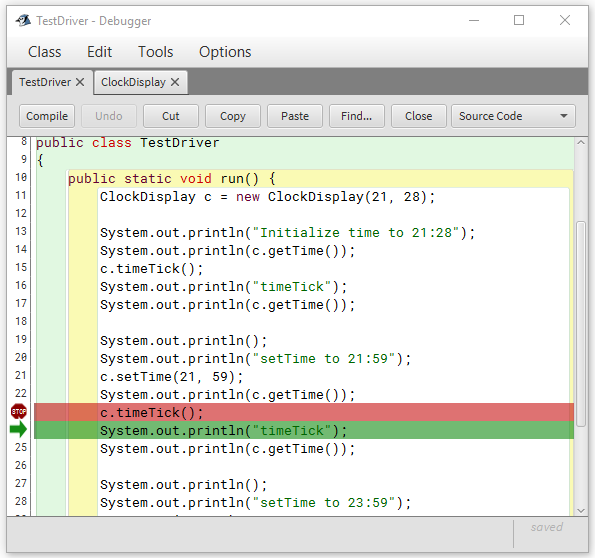 TestDriver - Debugger
Class Edit Tools Options
TestDriver ClockDisplay
Compile Undo Cut Copy Paste Find... Close Source Code
8 public class TestDriver
9 {
10 public static void run() {
11 ClockDisplay c = new ClockDisplay(21, 28);
12
13 System.out.println("Initialize time to 21:28");
14 System.out.println(c.getTime());
15 c.timeTick();
16 System.out.println("timeTick");
17 System.out.println(c.getTime());
18
19 System.out.println();
20 System.out.println("setTime to 21:59");
21 c.setTime(21, 59);
22 System.out.println(c.getTime());
STOP c.timeTick();
System.out.println("timeTick");
25 System.out.println(c.getTime());
26
27 System.out.println();
28 System.out.println("setTime to 23:59");
saved